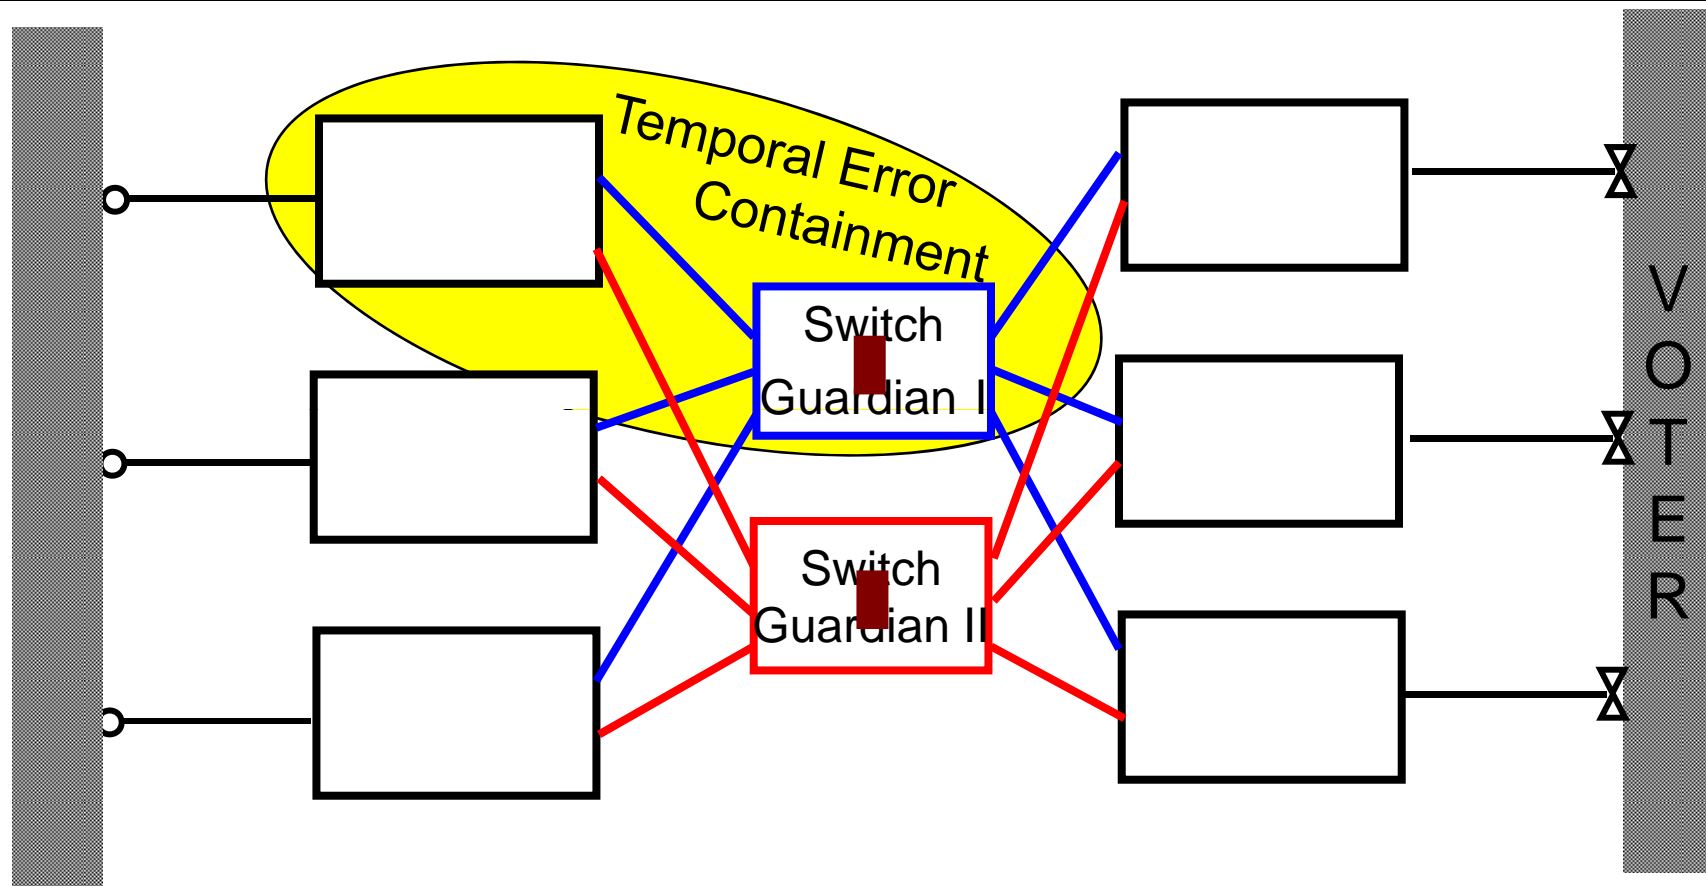 Temporal Error
Containment
Switch
Guardian I
Switch
Guardian II
V
O
T
E
R